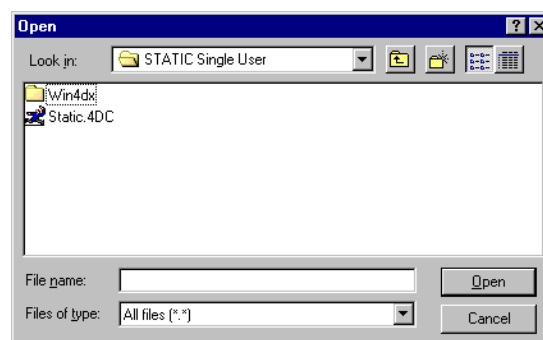 Open
Look in: STATIC Single User
Win4dx
Static.4DC
File name: Open
Files of type: All files (*.*) Cancel